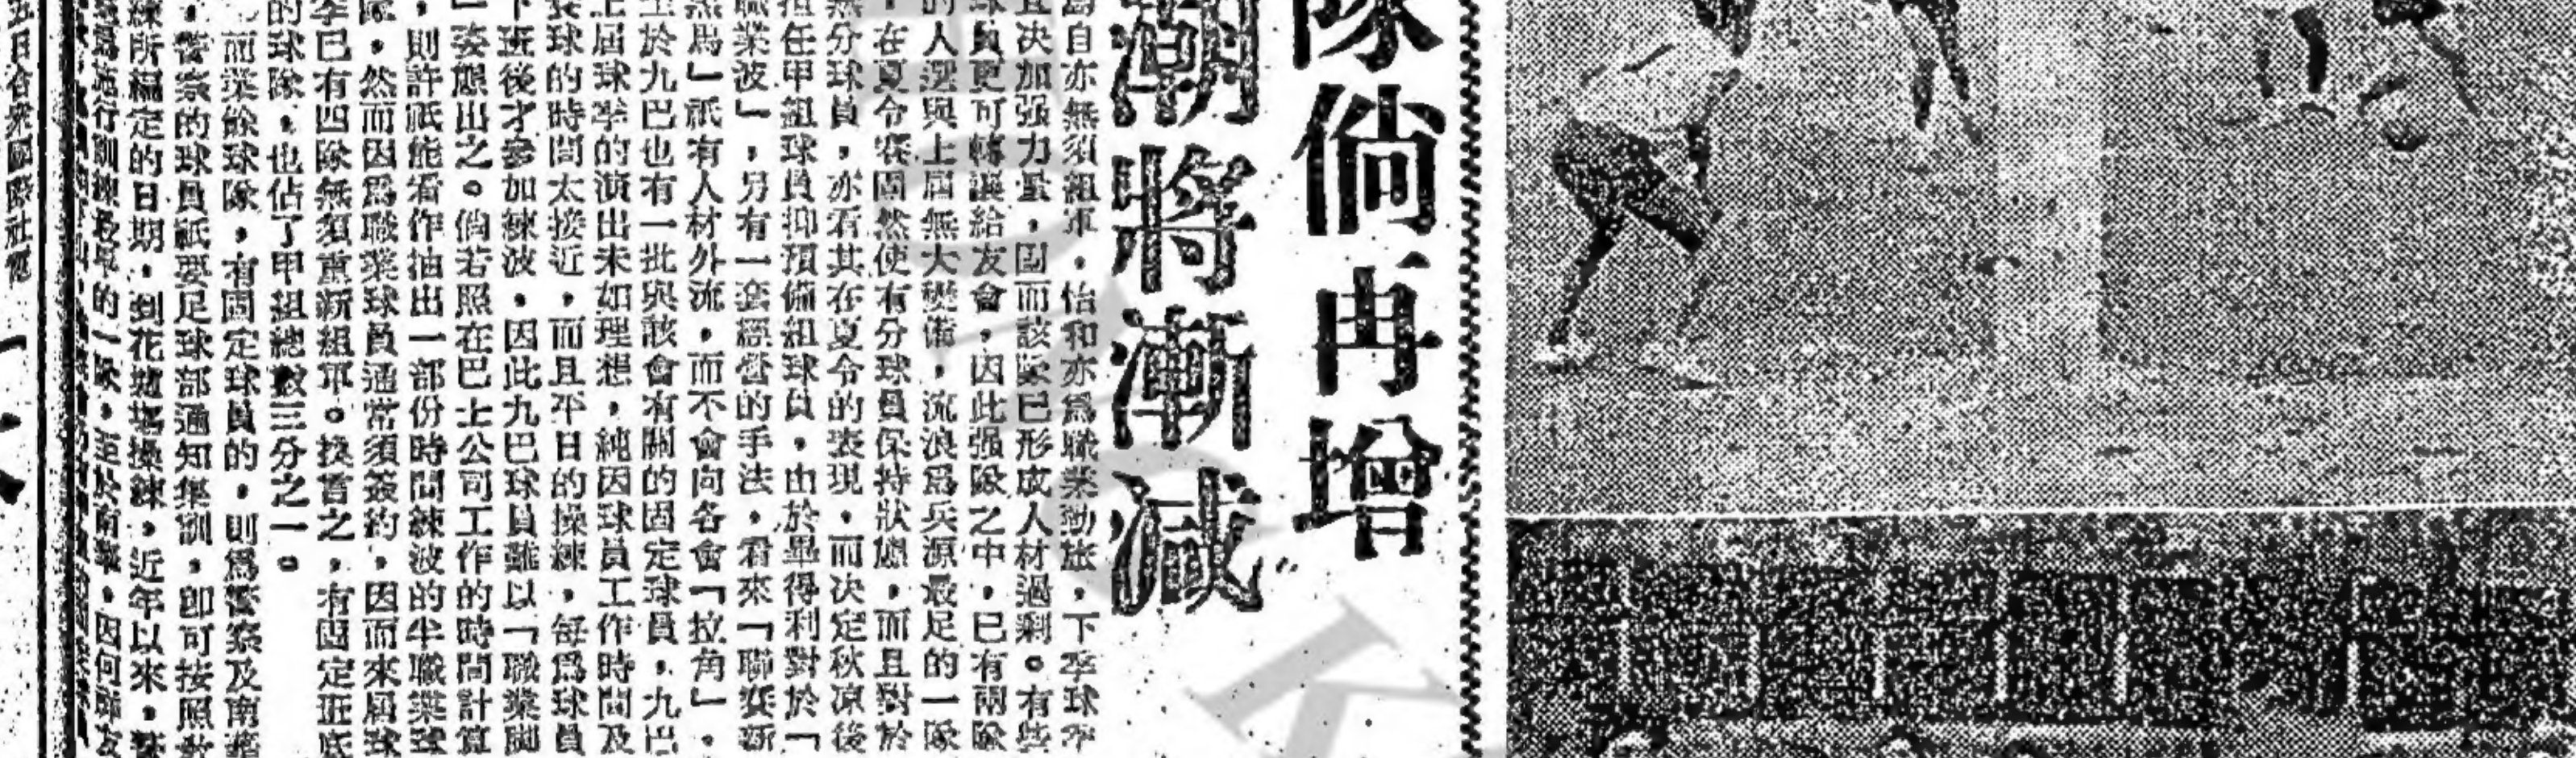 隊倘再增
潮將漸減
爲自亦無須組軍，怡和亦爲職業勁旅，下季球季
且決加强力量，因而該隊已形成人材過剩。有些
球員更可轉讓給友會，因此强隊之中，已有兩隊
的人選與上屆無大變備，流浪爲兵源最足的一隊
，在夏令賽固然使有分球員保持狀態，而且對於
無分球員，亦看其在夏令的表現，而決定秋凉後
担任甲組球員抑預備組球員，由於畢得利對於「
職業波」，另有一套經營的手法，看來「聯賽新
黑馬」祇有人材外流，而不會向各會「拉角」。
至於九巴也有一批與該會有關的固定球員，九巴
上屆球季的演出未如理想，純因球員工作時間及
賽球的時間太接近，而且平日的操練，每爲球員
下班後才參加練波，因此九巴球員難以「職業脚
」姿態出之。倘若照在巴士公司工作的時間計算
，則許祇能看作抽出一部份時間練波的半職業球
隊，然而因爲職業球員通常須簽約，因而來屆球
季已有四隊無須重新組軍。換言之，有固定班底
的球隊，也佔了甲組總數三分之一。
而業餘球隊，有固定球員的，則爲警察及南華
，警察的球員祇要足球部通知集訓，即可按照教
練所編定的日期，到花墟塲操練，近年以來，警
察爲施行訓練最早的一隊，至於南華，因何師友
五日合衆國際社電